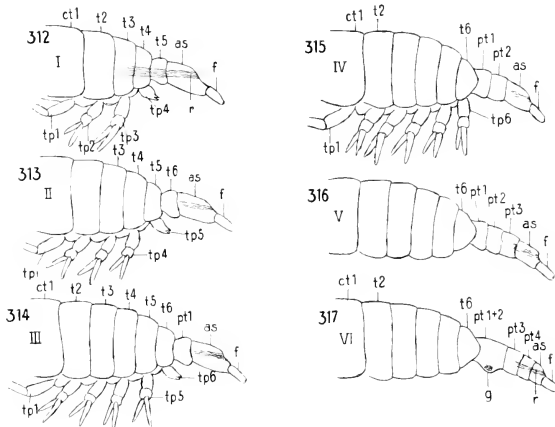 312
I
ct1 t2 t3 t4 t5 as f
tp1 tp2 tp3 tp4 r
313
II
t3 t4 t5 t6 as f
tp1 tp4 tp5
314
III
ct1 t2 t3 t4 t5 t6 pt1 as f
tp1 tp5 tp6
315
IV
ct1 t2 t6 pt1 pt2 as f
tp1 tp6
316
V
t6 pt1 pt2 pt3 as f
317
VI
ct1 t2 t6 pt1+2 pt3 pt4 as f
g r